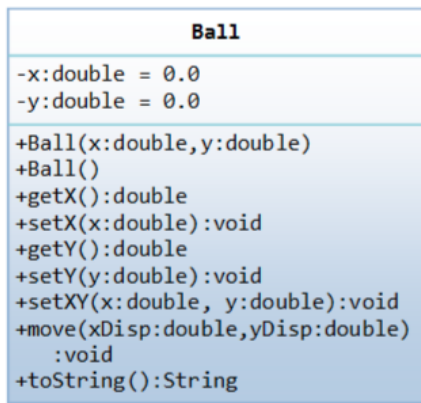 Ball
-x:double = 0.0
-y:double = 0.0
+Ball(x:double,y:double)
+Ball()
+getX():double
+setX(x:double):void
+getY():double
+setY(y:double):void
+setXY(x:double, y:double):void
+move(xDisp:double,yDisp:double)
:void
+toString():String